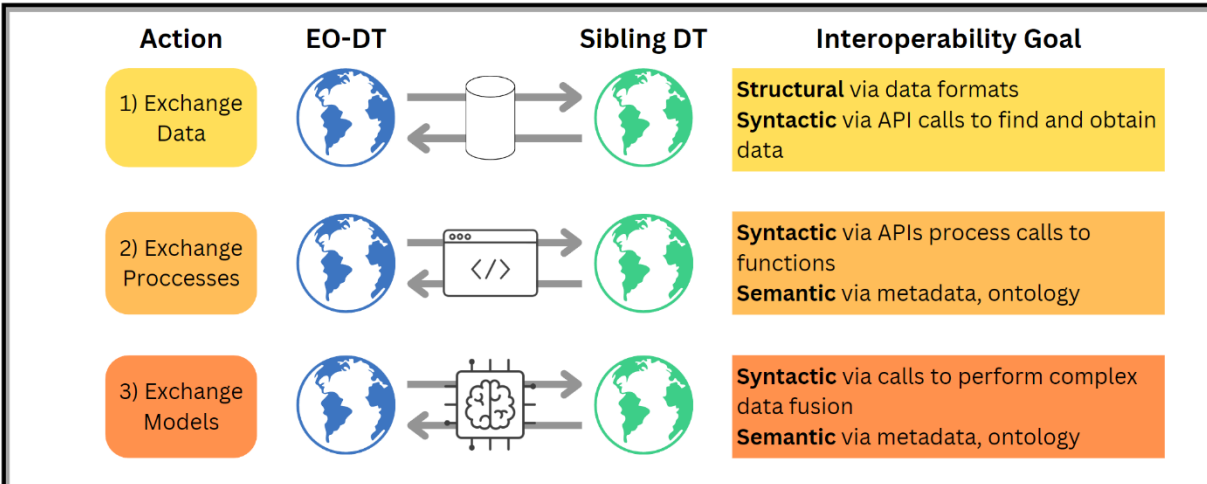 Action EO-DT Sibling DT Interoperability Goal
1) Exchange
Data
Structural via data formats
Syntactic via API calls to find and obtain
data
2) Exchange
Proccesses
</>
Syntactic via APIs process calls to
functions
Semantic via metadata, ontology
3) Exchange
Models
Syntactic via calls to perform complex
data fusion
Semantic via metadata, ontology